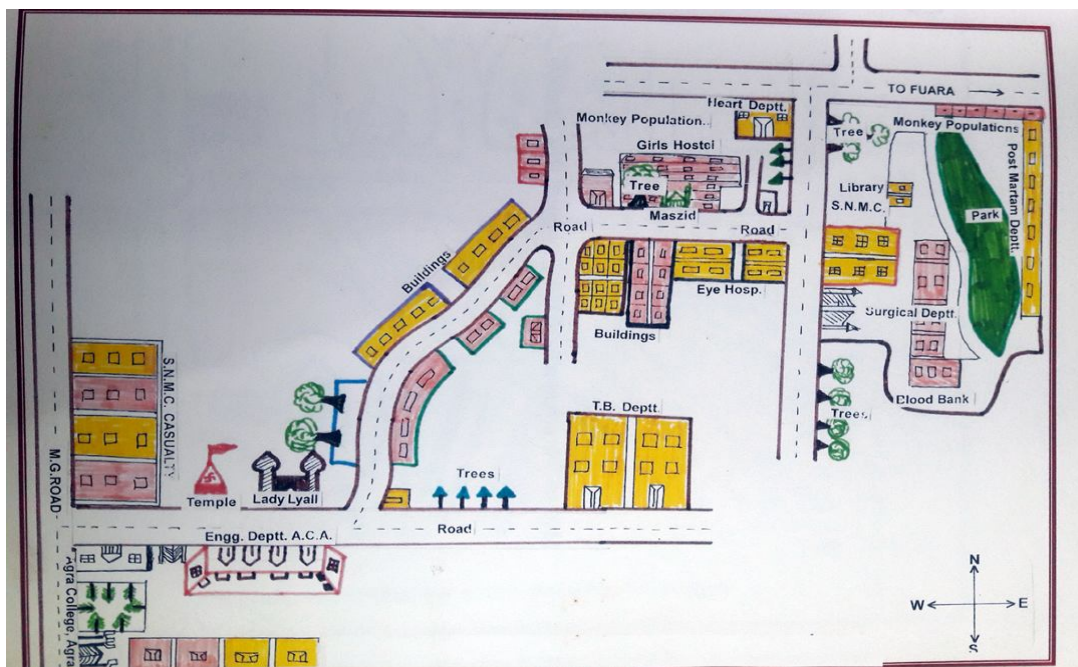 TO FUARA
Heart Deptt.
Monkey Population..
Monkey Populations
Tree
Girls Hostel
Post Martam Deptt.
Tree
Library
S.N.M.C.
Maszid
Park
Road
Road
Buildings
Eye Hosp.
Surgical Deptt.
Buildings
S.N.M.C. CASUALTY
Blood Bank
T.B. Deptt.
Trees
M.G.ROAD
Trees
Temple
Lady Lyall
Road
Engg. Deptt. A.C.A.
Agra College, Agra
N
W
E
S